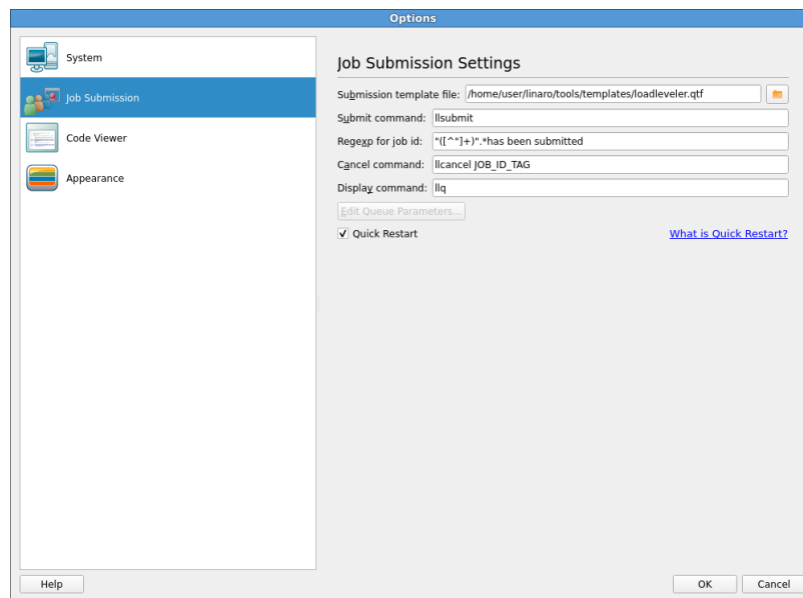 Options
System
Job Submission
Code Viewer
Appearance
Job Submission Settings
Submission template file: /home/user/linaro/tools/templates/loadleveler.qtf
Submit command: llsubmit
Regexp for job id: "([^"]+)".*has been submitted
Cancel command: llcancel JOB_ID_TAG
Display command: llq
Edit Queue Parameters...
Quick Restart What is Quick Restart?
Help OK Cancel